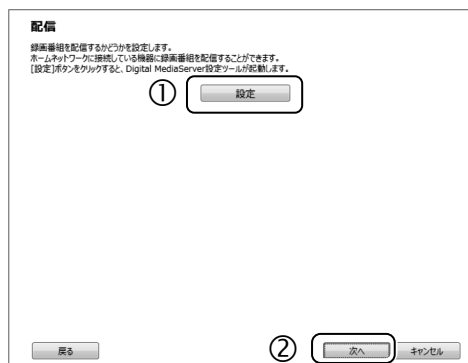 配信
録画番組を配信するかどうかを設定します。
ホームネットワークに接続している機器に録画番組を配信することができます。
[設定]ボタンをクリックすると、Digital MediaServer設定ツールが起動します。
① 設定
戻る ② 次へ キャンセル